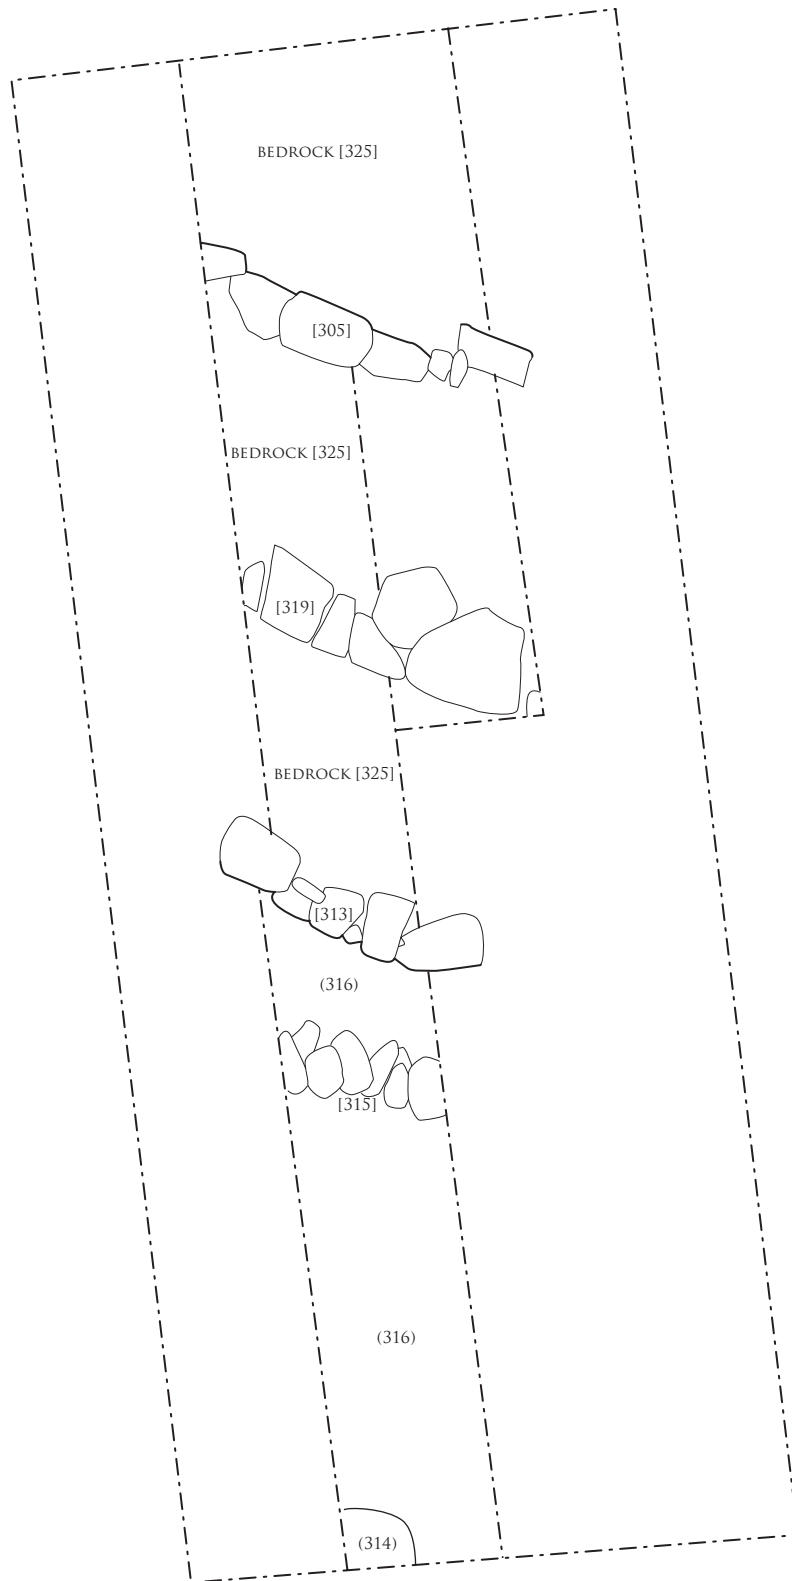 BEDROCK [325]
[305]
BEDROCK [325]
[319]
BEDROCK [325]
[313]
(316)
[315]
(316)
(314)